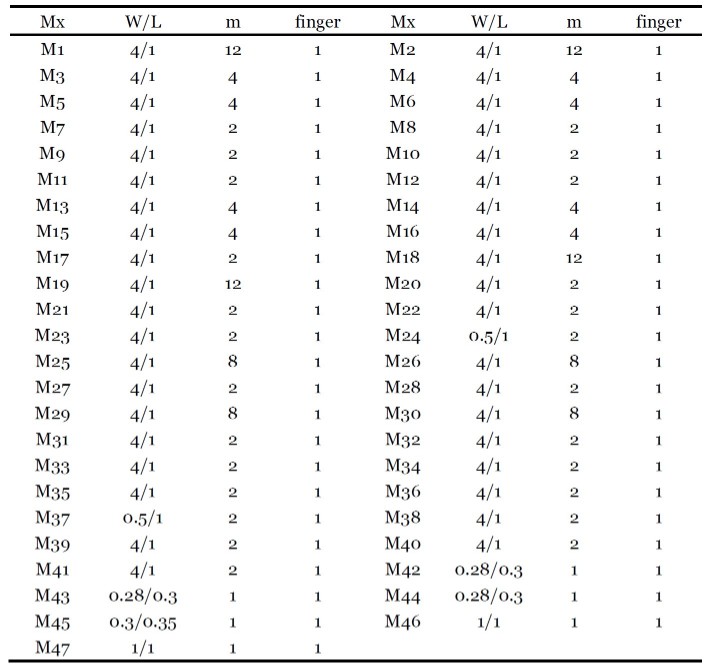 Mx W/L m finger Mx W/L m finger
M1 4/1 12 1 M2 4/1 12 1
M3 4/1 4 1 M4 4/1 4 1
M5 4/1 4 1 M6 4/1 4 1
M7 4/1 2 1 M8 4/1 2 1
M9 4/1 2 1 M10 4/1 2 1
M11 4/1 2 1 M12 4/1 2 1
M13 4/1 4 1 M14 4/1 4 1
M15 4/1 4 1 M16 4/1 4 1
M17 4/1 2 1 M18 4/1 12 1
M19 4/1 12 1 M20 4/1 2 1
M21 4/1 2 1 M22 4/1 2 1
M23 4/1 2 1 M24 0.5/1 2 1
M25 4/1 8 1 M26 4/1 8 1
M27 4/1 2 1 M28 4/1 2 1
M29 4/1 8 1 M30 4/1 8 1
M31 4/1 2 1 M32 4/1 2 1
M33 4/1 2 1 M34 4/1 2 1
M35 4/1 2 1 M36 4/1 2 1
M37 0.5/1 2 1 M38 4/1 2 1
M39 4/1 2 1 M40 4/1 2 1
M41 4/1 2 1 M42 0.28/0.3 1 1
M43 0.28/0.3 1 1 M44 0.28/0.3 1 1
M45 0.3/0.35 1 1 M46 1/1 1 1
M47 1/1 1 1